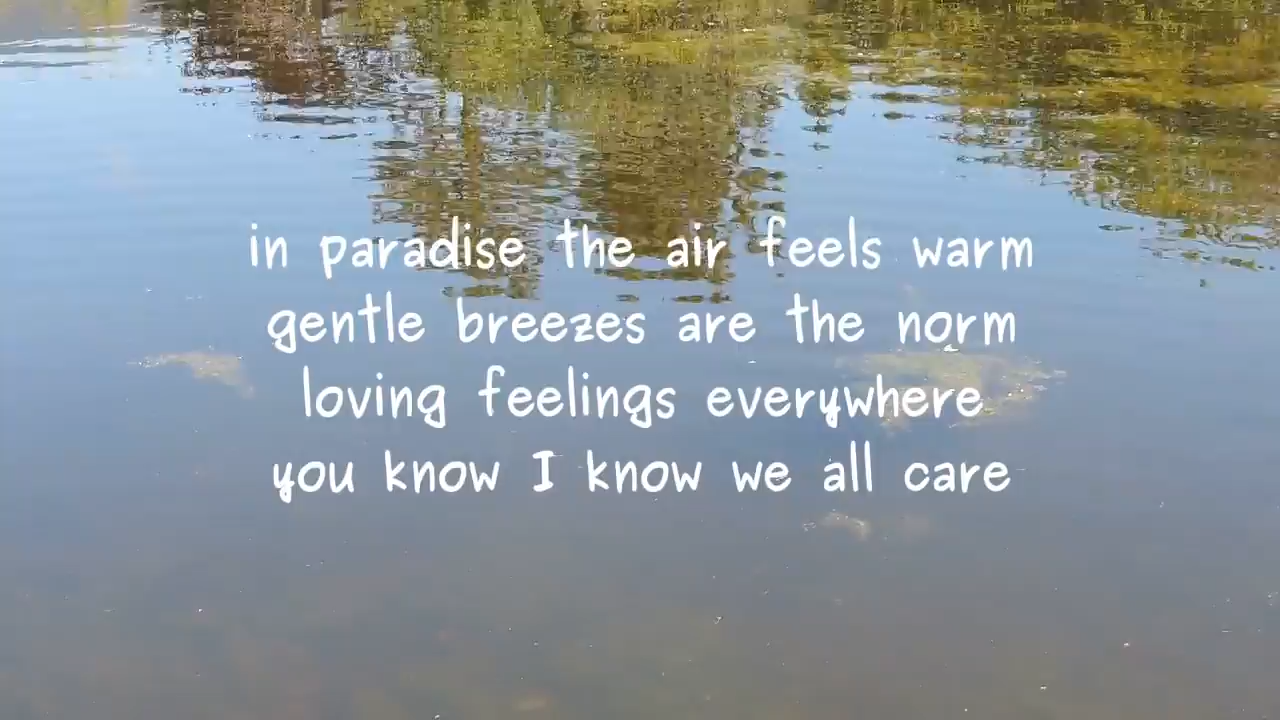 in paradise the air feels warm
gentle breezes are the norm
loving feelings everywhere
you know I know we all care